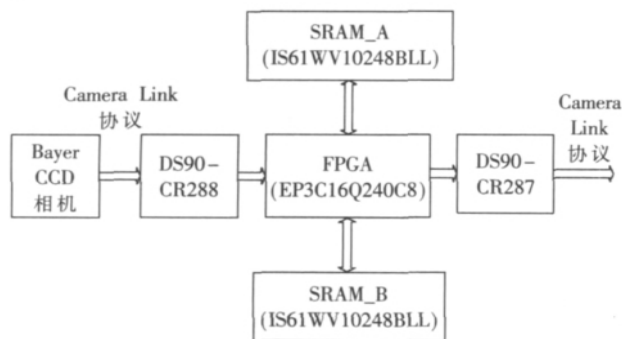 SRAM_A
(IS61WV10248BLL)
Camera Link
协议
Bayer
CCD
相机
DS90-
CR288
FPGA
(EP3C16Q240C8)
DS90-
CR287
Camera
Link
协议
SRAM_B
(IS61WV10248BLL)